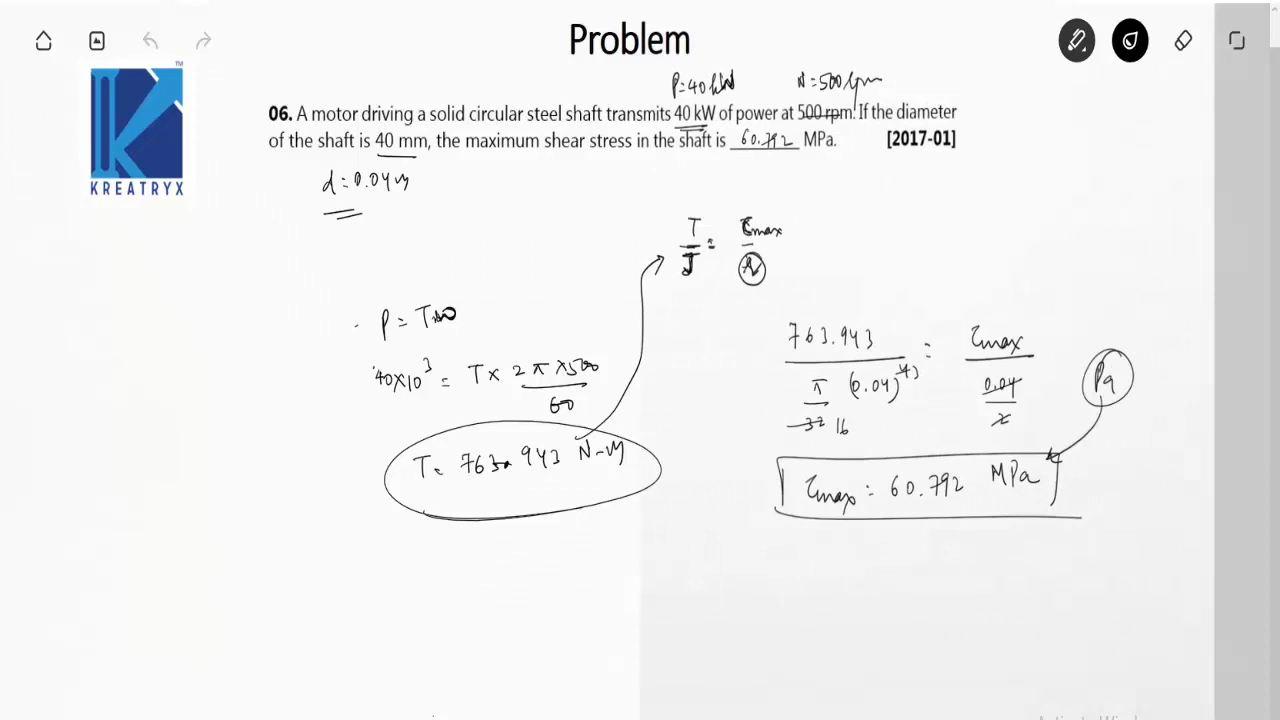 Problem
P=40kW N=500rpm
06. A motor driving a solid circular steel shaft transmits 40 kW of power at 500 rpm. If the diameter
of the shaft is 40 mm, the maximum shear stress in the shaft is 60.792 MPa. [2017-01]
TM
KREATRYX
d=0.04m
T/J = τmax/r
P = Tω
40×10³ = T× 2π×500/60
T= 763.943 N-m
763.943 / π/16 (0.04)³ = τmax / 0.04/2
Pa
τmax = 60.792 MPa